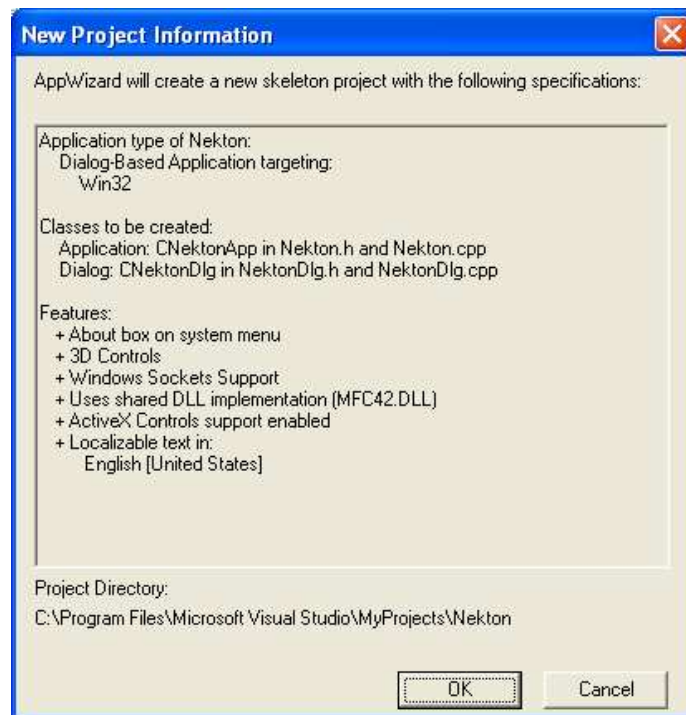 New Project Information
AppWizard will create a new skeleton project with the following specifications:
Application type of Nekton:
Dialog-Based Application targeting:
Win32
Classes to be created:
Application: CNektonApp in Nekton.h and Nekton.cpp
Dialog: CNektonDlg in NektonDlg.h and NektonDlg.cpp
Features:
+ About box on system menu
+ 3D Controls
+ Windows Sockets Support
+ Uses shared DLL implementation (MFC42.DLL)
+ ActiveX Controls support enabled
+ Localizable text in:
English [United States]
Project Directory:
C:\Program Files\Microsoft Visual Studio\MyProjects\Nekton
OK Cancel